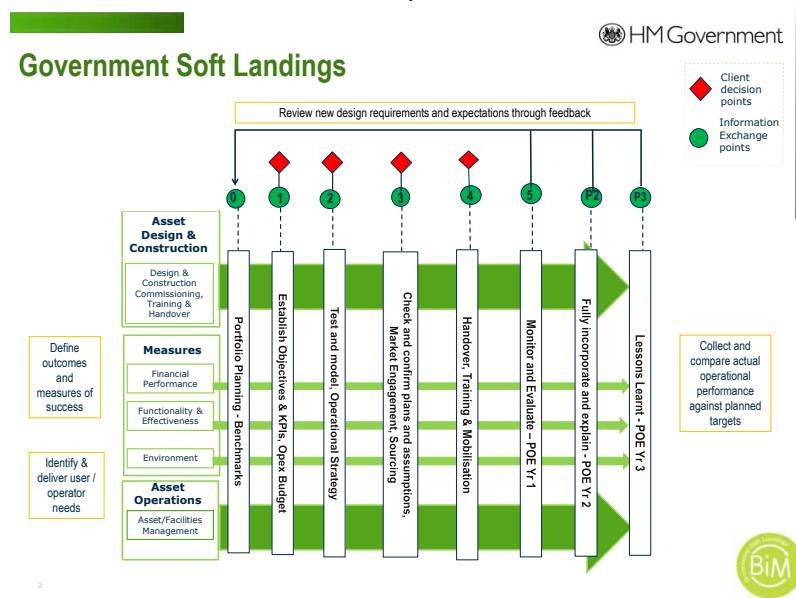 HM Government
Government Soft Landings
Client
decision
points
Information
Exchange
points
Review new design requirements and expectations through feedback
0
1
2
3
4
5
P2
P3
Asset
Design &
Construction
Design &
Construction
Commissioning,
Training &
Handover
Measures
Financial
Performance
Functionality &
Effectiveness
Environment
Asset
Operations
Asset/Facilities
Management
Define
outcomes
and
measures of
success
Identify &
deliver user /
operator
needs
Portfolio Planning - Benchmarks
Establish Objectives & KPIs, Opex Budget
Test and model, Operational Strategy
Check and confirm plans and assumptions,
Market Engagement, Sourcing
Handover, Training & Mobilisation
Monitor and Evaluate – POE Yr 1
Fully incorporate and explain - POE Yr 2
Lessons Learnt - POE Yr 3
Collect and
compare actual
operational
performance
against planned
targets
Government Soft Landings
BiM
2